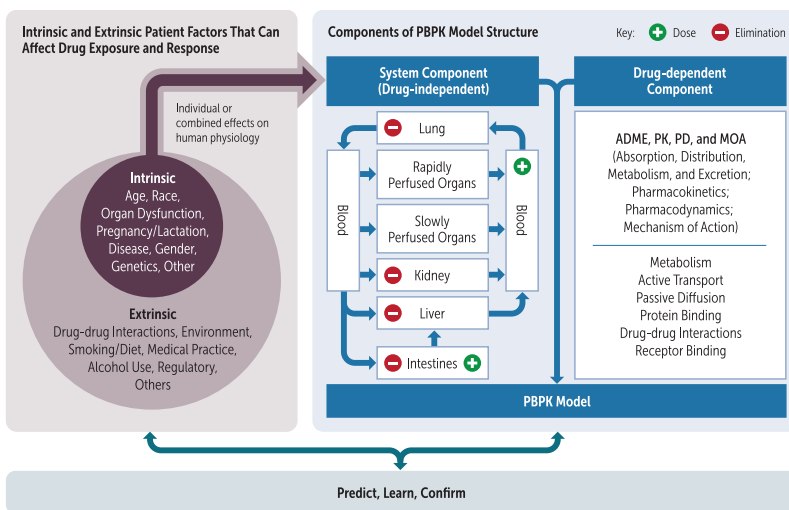 Intrinsic and Extrinsic Patient Factors That Can
Affect Drug Exposure and Response
Individual or
combined effects on
human physiology
Intrinsic
Age, Race,
Organ Dysfunction,
Pregnancy/Lactation,
Disease, Gender,
Genetics, Other
Extrinsic
Drug-drug Interactions, Environment,
Smoking/Diet, Medical Practice,
Alcohol Use, Regulatory,
Others
Components of PBPK Model Structure
Key: Dose Elimination
System Component
(Drug-independent)
Lung
Rapidly
Perfused Organs
Slowly
Perfused Organs
Kidney
Liver
Intestines
Blood
Blood
Drug-dependent
Component
ADME, PK, PD, and MOA
(Absorption, Distribution,
Metabolism, and Excretion;
Pharmacokinetics;
Pharmacodynamics;
Mechanism of Action)
Metabolism
Active Transport
Passive Diffusion
Protein Binding
Drug-drug Interactions
Receptor Binding
PBPK Model
Predict, Learn, Confirm